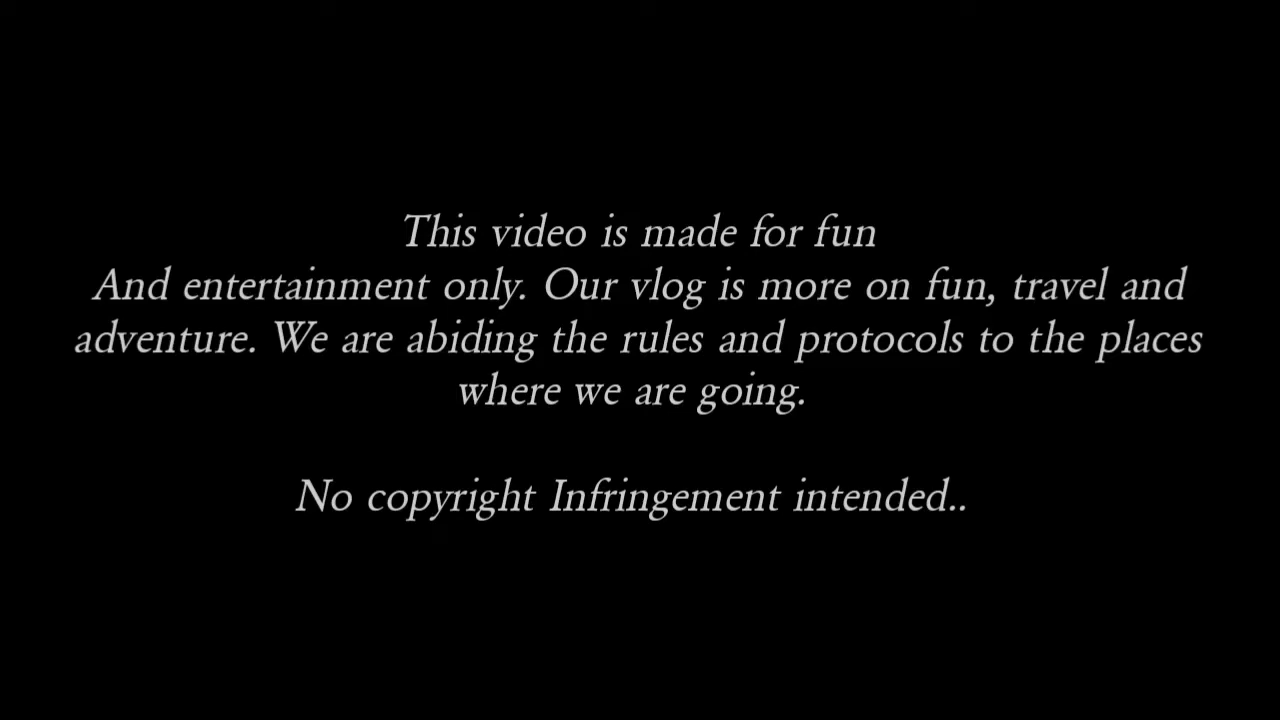 This video is made for fun
And entertainment only. Our vlog is more on fun, travel and
adventure. We are abiding the rules and protocols to the places
where we are going.
No copyright Infringement intended..